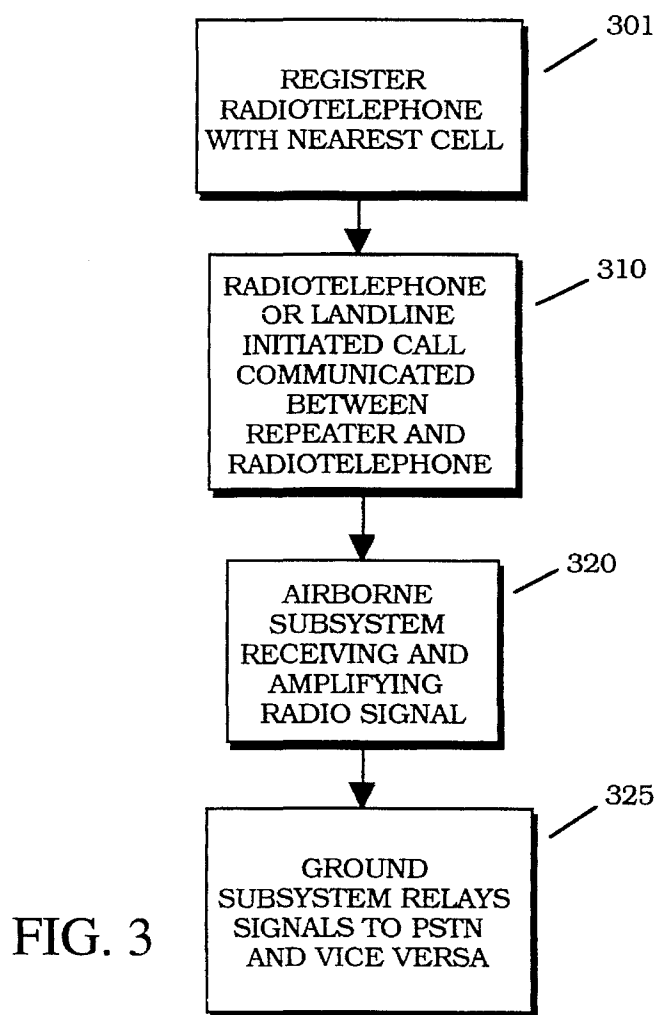 301
REGISTER
RADIOTELEPHONE
WITH NEAREST CELL
310
RADIOTELEPHONE
OR LANDLINE
INITIATED CALL
COMMUNICATED
BETWEEN
REPEATER AND
RADIOTELEPHONE
320
AIRBORNE
SUBSYSTEM
RECEIVING AND
AMPLIFYING
RADIO SIGNAL
325
GROUND
SUBSYSTEM RELAYS
SIGNALS TO PSTN
AND VICE VERSA
FIG. 3